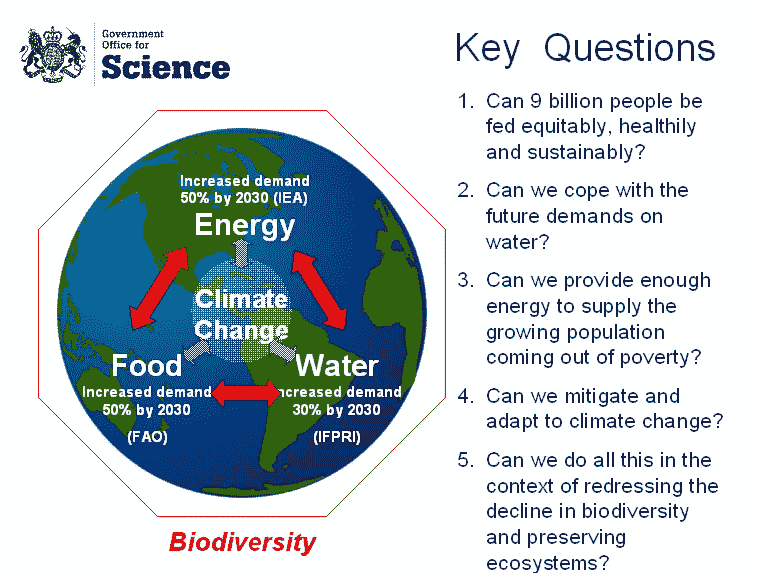 Government
Office for
Science
Key Questions
Increased demand
50% by 2030 (IEA)
Energy
Climate
Change
Food
Increased demand
50% by 2030
(FAO)
Water
Increased demand
30% by 2030
(IFPRI)
Biodiversity
1. Can 9 billion people be
fed equitably, healthily
and sustainably?
2. Can we cope with the
future demands on
water?
3. Can we provide enough
energy to supply the
growing population
coming out of poverty?
4. Can we mitigate and
adapt to climate change?
5. Can we do all this in the
context of redressing the
decline in biodiversity
and preserving
ecosystems?